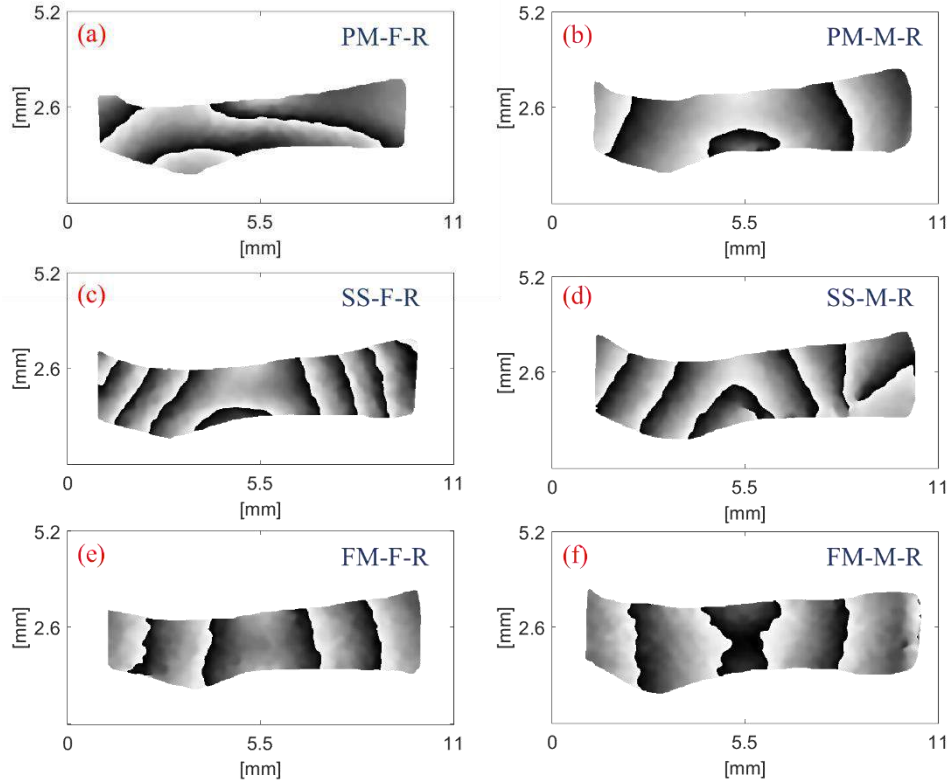 5.2
(a)
PM-F-R
2.6
[mm]
0
5.5
11
[mm]
5.2
(b)
PM-M-R
2.6
[mm]
0
5.5
11
[mm]
5.2
(c)
SS-F-R
2.6
[mm]
0
5.5
11
[mm]
5.2
(d)
SS-M-R
2.6
[mm]
0
5.5
11
[mm]
5.2
(e)
FM-F-R
2.6
[mm]
0
5.5
11
[mm]
5.2
(f)
FM-M-R
2.6
[mm]
0
5.5
11
[mm]